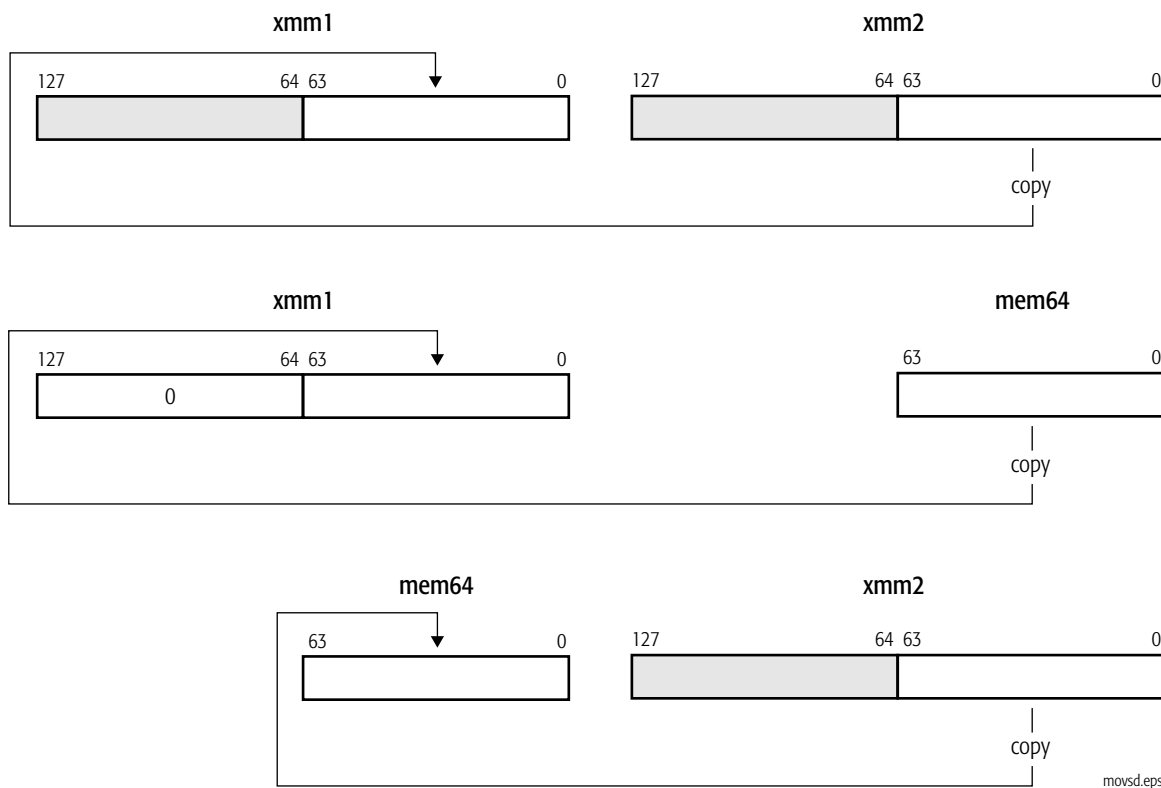 xmm1 xmm2
127 64 63 0 127 64 63 0
copy
xmm1 mem64
127 64 63 0 63 0
0
copy
mem64 xmm2
63 0 127 64 63 0
copy
movsd.eps